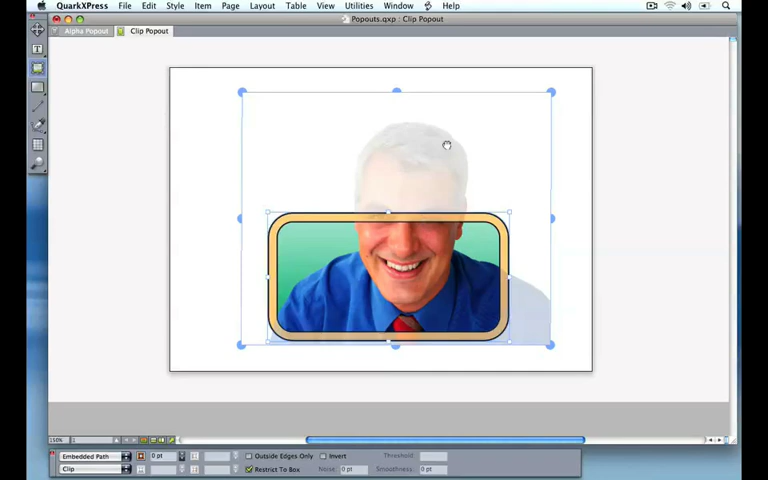 QuarkXPress File Edit Style Item Page Layout Table View Utilities Window Help
Popouts.qxp : Clip Popout
Alpha Popout Clip Popout
150% 1
Embedded Path 0 pt Outside Edges Only Invert Threshold:
Clip Restrict To Box Noise: 0 pt Smoothness: 0 pt